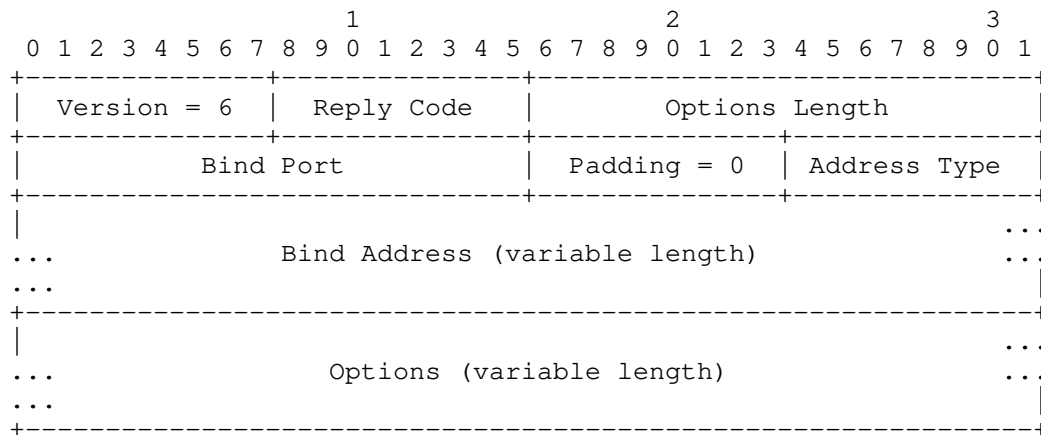 1 2 3
0 1 2 3 4 5 6 7 8 9 0 1 2 3 4 5 6 7 8 9 0 1 2 3 4 5 6 7 8 9 0 1
Version = 6 | Reply Code | Options Length
Bind Port | Padding = 0 | Address Type
...
... Bind Address (variable length) ...
...
...
... Options (variable length) ...
...